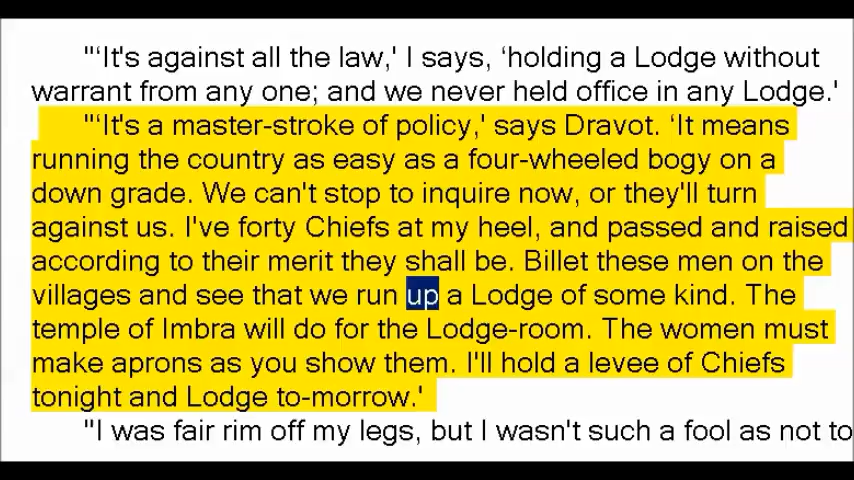 "‘It's against all the law,' I says, ‘holding a Lodge without
warrant from any one; and we never held office in any Lodge.'
"‘It's a master-stroke of policy,' says Dravot. ‘It means
running the country as easy as a four-wheeled bogy on a
down grade. We can't stop to inquire now, or they'll turn
against us. I've forty Chiefs at my heel, and passed and raised
according to their merit they shall be. Billet these men on the
villages and see that we run up a Lodge of some kind. The
temple of Imbra will do for the Lodge-room. The women must
make aprons as you show them. I'll hold a levee of Chiefs
tonight and Lodge to-morrow.'
"I was fair rim off my legs, but I wasn't such a fool as not to